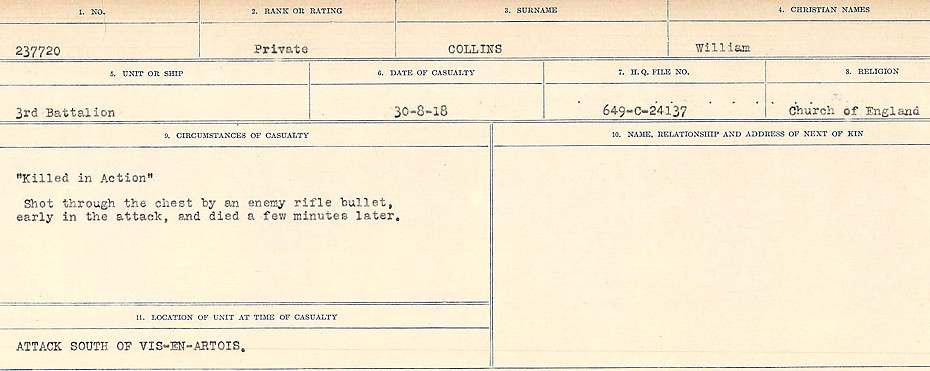 1. NO. 2. RANK OR RATING 3. SURNAME 4. CHRISTIAN NAMES
237720 Private COLLINS William
5. UNIT OR SHIP 6. DATE OF CASUALTY 7. H.Q. FILE NO. 8. RELIGION
3rd Battalion 30-8-18 649-C-24137 Church of England
9. CIRCUMSTANCES OF CASUALTY 10. NAME, RELATIONSHIP AND ADDRESS OF NEXT OF KIN
"Killed in Action"
Shot through the chest by an enemy rifle bullet,
early in the attack, and died a few minutes later.
11. LOCATION OF UNIT AT TIME OF CASUALTY
ATTACK SOUTH OF VIS-EN-ARTOIS.